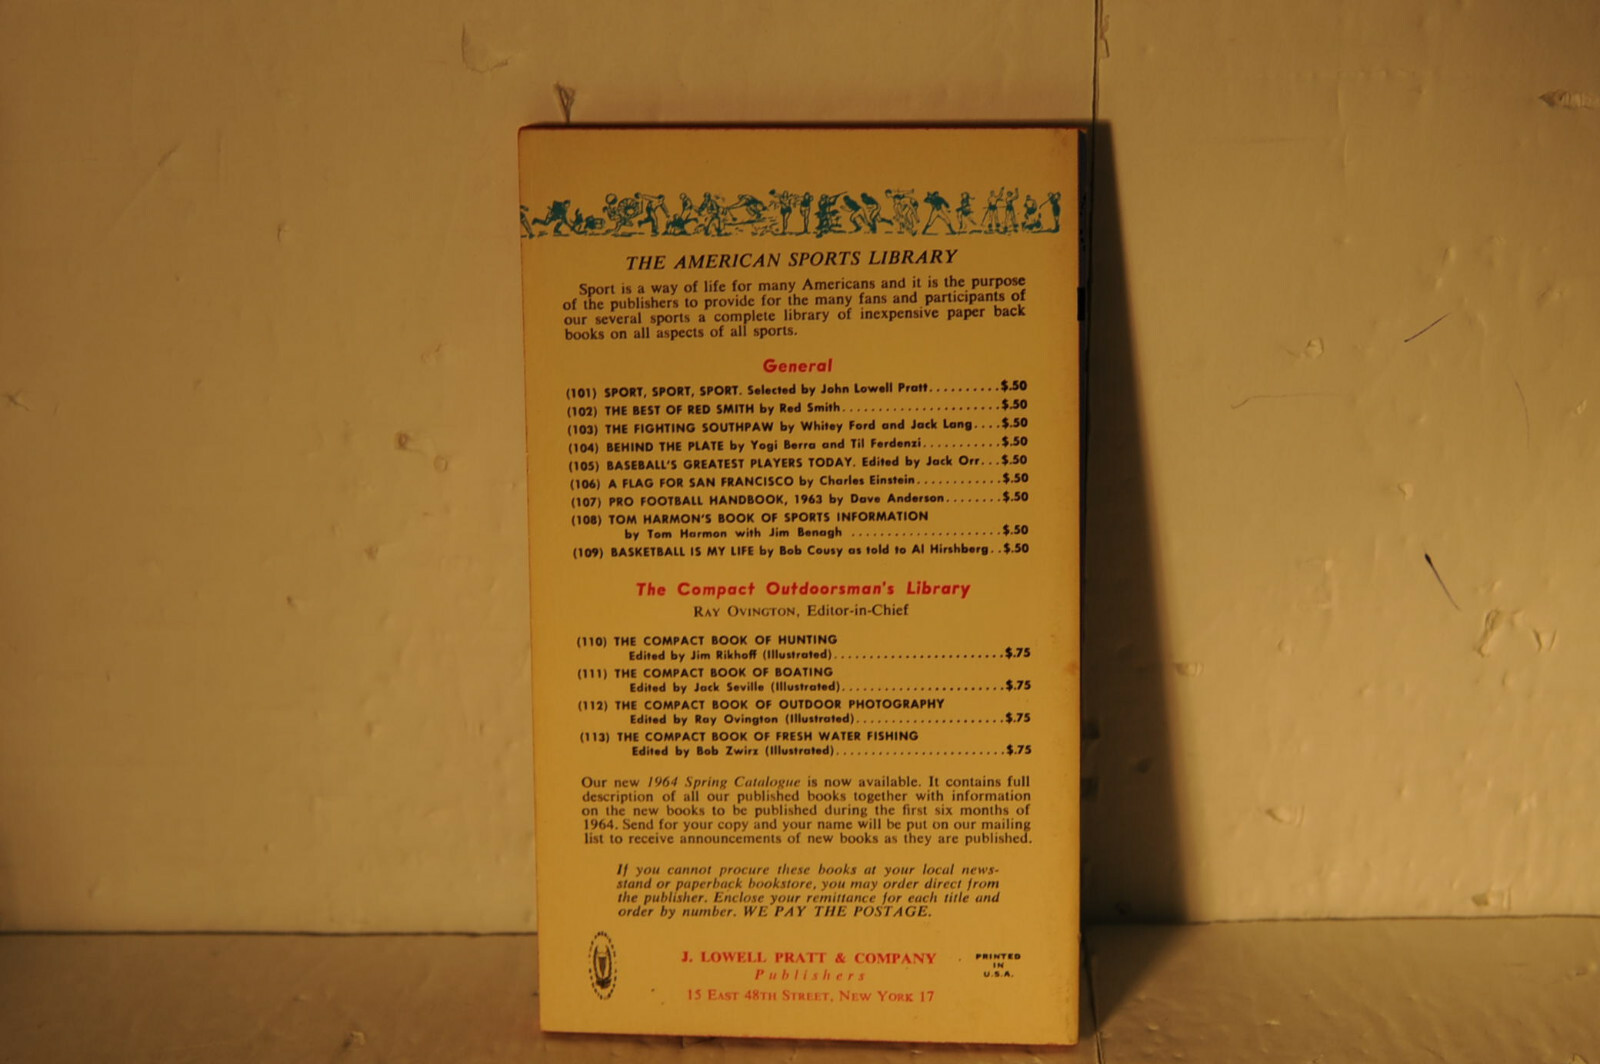 THE AMERICAN SPORTS LIBRARY
Sport is a way of life for many Americans and it is the purpose
of the publishers to provide for the many fans and participants of
our several sports a complete library of inexpensive paper back
books on all aspects of all sports.
General
(101) SPORT, SPORT, SPORT. Selected by John Lowell Pratt..........$.50
(102) THE BEST OF RED SMITH by Red Smith......................$.50
(103) THE FIGHTING SOUTHPAW by Whitey Ford and Jack Lang....$.50
(104) BEHIND THE PLATE by Yogi Berra and Til Ferdenzi...........$.50
(105) BASEBALL'S GREATEST PLAYERS TODAY. Edited by Jack Orr...$.50
(106) A FLAG FOR SAN FRANCISCO by Charles Einstein............$.50
(107) PRO FOOTBALL HANDBOOK, 1963 by Dave Anderson........$.50
(108) TOM HARMON'S BOOK OF SPORTS INFORMATION
by Tom Harmon with Jim Benagh .....................$.50
(109) BASKETBALL IS MY LIFE by Bob Cousy as told to Al Hirshberg..$.50
The Compact Outdoorsman's Library
RAY OVINGTON, Editor-in-Chief
(110) THE COMPACT BOOK OF HUNTING
Edited by Jim Rikhoff (Illustrated)........................$.75
(111) THE COMPACT BOOK OF BOATING
Edited by Jack Seville (Illustrated).......................$.75
(112) THE COMPACT BOOK OF OUTDOOR PHOTOGRAPHY
Edited by Ray Ovington (Illustrated).....................$.75
(113) THE COMPACT BOOK OF FRESH WATER FISHING
Edited by Bob Zwirz (Illustrated)........................$.75
Our new 1964 Spring Catalogue is now available. It contains full
description of all our published books together with information
on the new books to be published during the first six months of
1964. Send for your copy and your name will be put on our mailing
list to receive announcements of new books as they are published.
If you cannot procure these books at your local news-
stand or paperback bookstore, you may order direct from
the publisher. Enclose your remittance for each title and
order by number. WE PAY THE POSTAGE.
J. LOWELL PRATT & COMPANY
Publishers
15 EAST 48TH STREET, NEW YORK 17
PRINTED
IN
U.S.A.